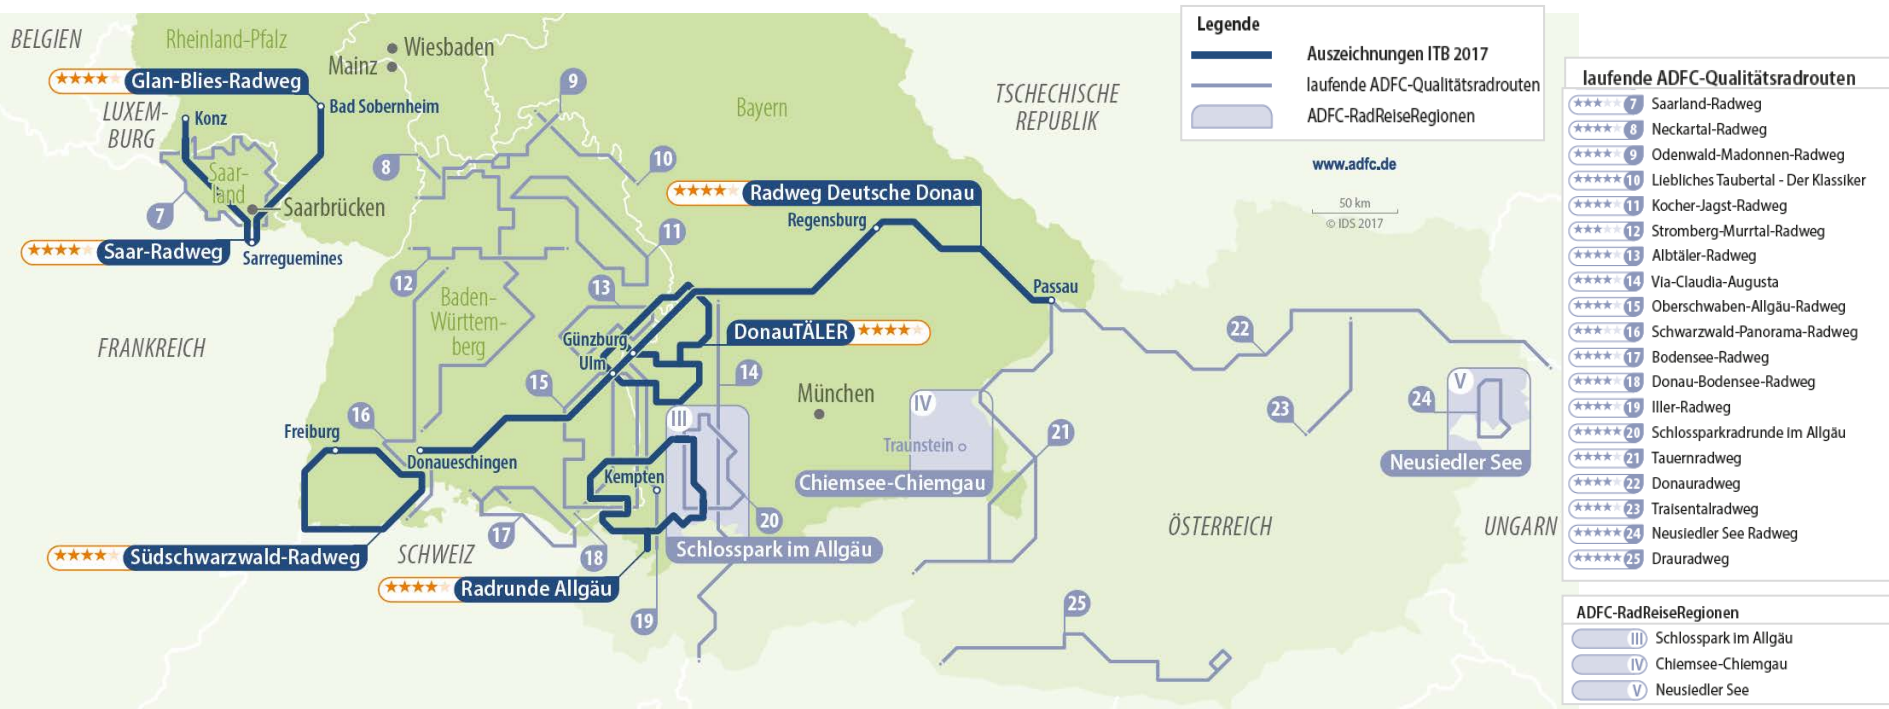 BELGIEN
Rheinland-Pfalz
Wiesbaden
Mainz
★★★★★ Glan-Blies-Radweg
Bad Sobernheim
LUXEM-
BURG
Konz
Saar-
land
Saarbrücken
7
★★★★★ Saar-Radweg
Sarreguemines
8
9
10
11
12
13
Bayern
TSCHECHISCHE
REPUBLIK
★★★★★ Radweg Deutsche Donau
Regensburg
Passau
Baden-
Württem-
berg
FRANKREICH
Günzburg
Ulm
DonauTÄLER ★★★★★
14
15
16
München
Freiburg
Donaueschingen
Kempten
III
IV
Traunstein
Chiemsee-Chiemgau
21
22
23
24
V
Neusiedler See
17
18
20
Schlosspark im Allgäu
★★★★★ Südschwarzwald-Radweg
SCHWEIZ
★★★★★ Radrunde Allgäu
19
25
ÖSTERREICH
UNGARN
Legende
Auszeichnungen ITB 2017
laufende ADFC-Qualitätsradrouten
ADFC-RadReiseRegionen
www.adfc.de
50 km
© IDS 2017
laufende ADFC-Qualitätsradrouten
★★★★★ 7 Saarland-Radweg
★★★★★ 8 Neckartal-Radweg
★★★★★ 9 Odenwald-Madonnen-Radweg
★★★★★ 10 Liebliches Taubertal - Der Klassiker
★★★★★ 11 Kocher-Jagst-Radweg
★★★★★ 12 Stromberg-Murrtal-Radweg
★★★★★ 13 Albtäler-Radweg
★★★★★ 14 Via-Claudia-Augusta
★★★★★ 15 Oberschwaben-Allgäu-Radweg
★★★★★ 16 Schwarzwald-Panorama-Radweg
★★★★★ 17 Bodensee-Radweg
★★★★★ 18 Donau-Bodensee-Radweg
★★★★★ 19 Iller-Radweg
★★★★★ 20 Schlossparkradrunde im Allgäu
★★★★★ 21 Tauernradweg
★★★★★ 22 Donauradweg
★★★★★ 23 Traisentalradweg
★★★★★ 24 Neusiedler See Radweg
★★★★★ 25 Drauradweg
ADFC-RadReiseRegionen
III Schlosspark im Allgäu
IV Chiemsee-Chiemgau
V Neusiedler See